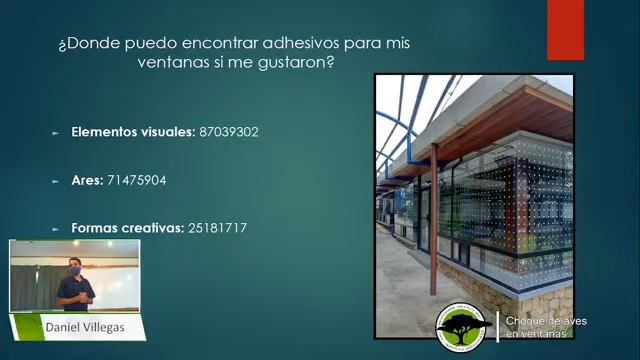 ¿Donde puedo encontrar adhesivos para mis
ventanas si me gustaron?
Elementos visuales: 87039302
Ares: 71475904
Formas creativas: 25181717
Daniel Villegas
Choque de aves
en ventanas